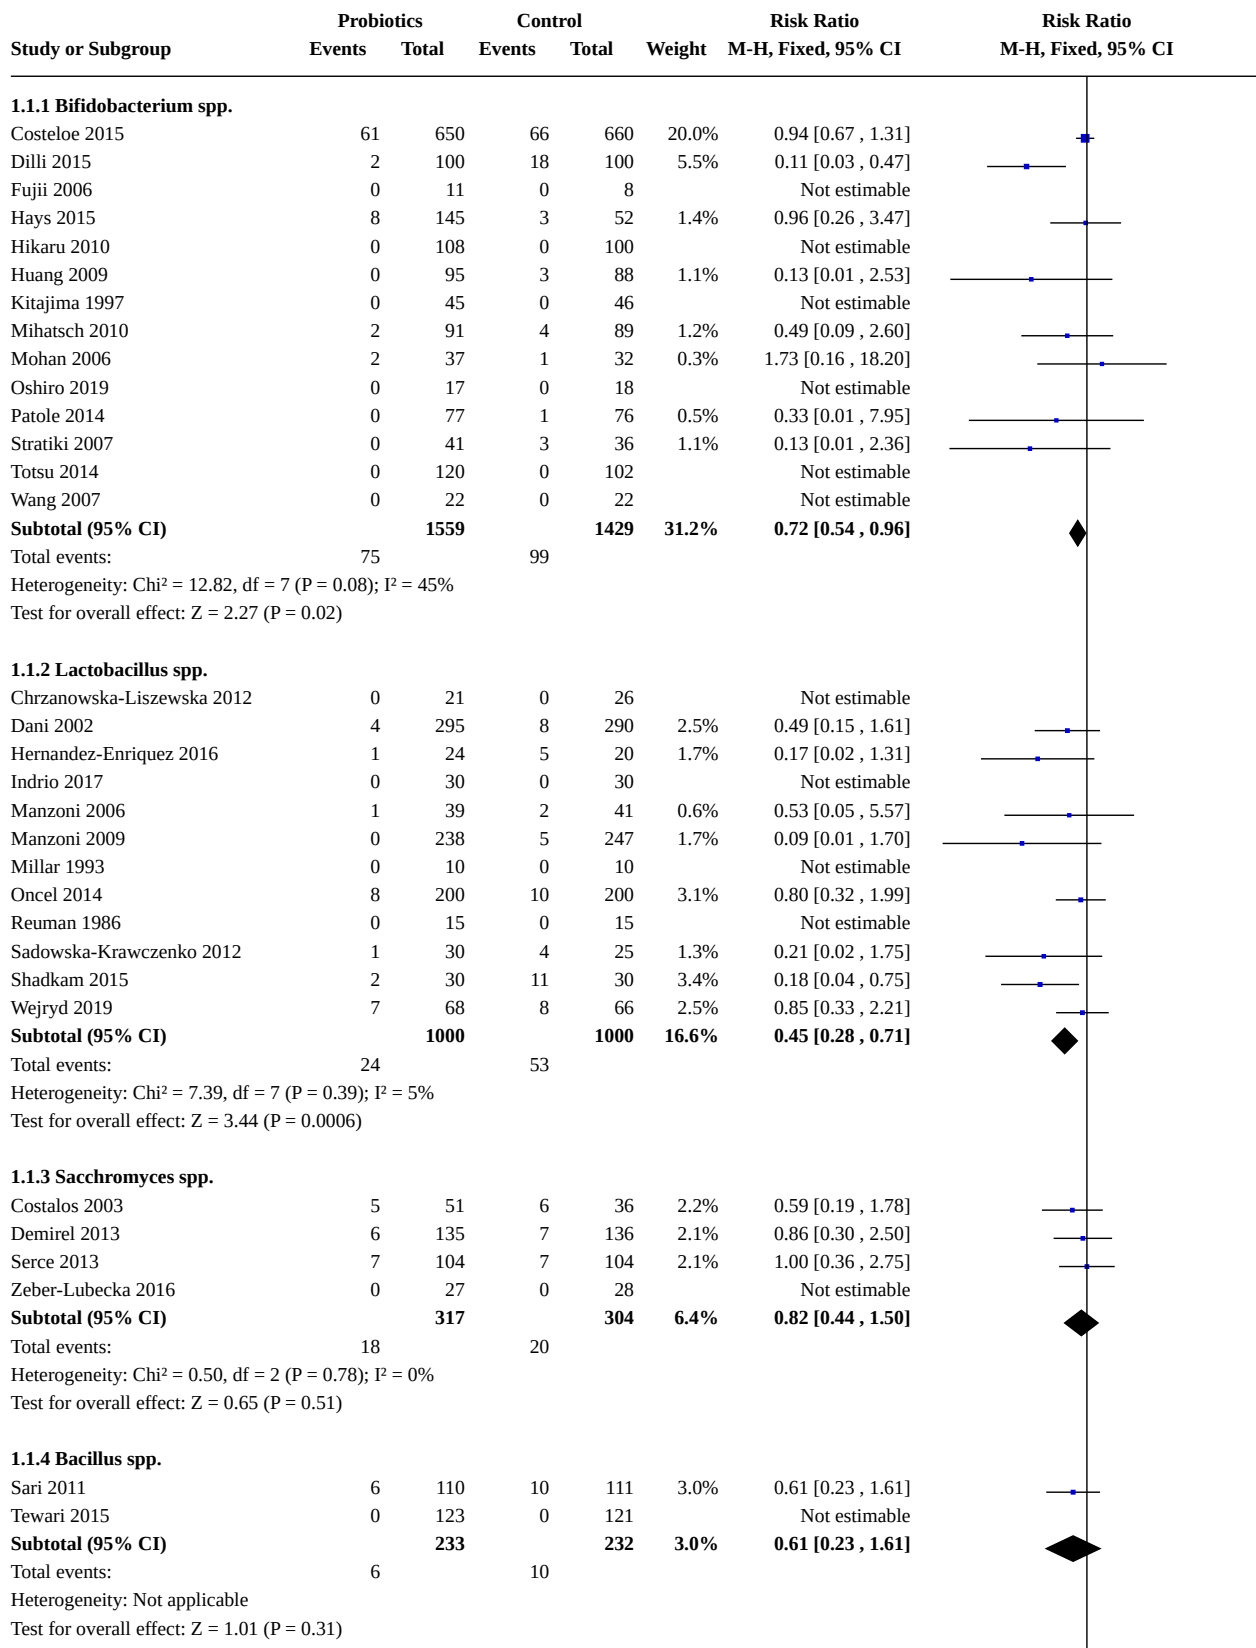 Probiotics Control Risk Ratio Risk Ratio
Study or Subgroup Events Total Events Total Weight M-H, Fixed, 95% CI M-H, Fixed, 95% CI
1.1.1 Bifidobacterium spp.
Costeloe 2015 61 650 66 660 20.0% 0.94 [0.67 , 1.31]
Dilli 2015 2 100 18 100 5.5% 0.11 [0.03 , 0.47]
Fujii 2006 0 11 0 8 Not estimable
Hays 2015 8 145 3 52 1.4% 0.96 [0.26 , 3.47]
Hikaru 2010 0 108 0 100 Not estimable
Huang 2009 0 95 3 88 1.1% 0.13 [0.01 , 2.53]
Kitajima 1997 0 45 0 46 Not estimable
Mihatsch 2010 2 91 4 89 1.2% 0.49 [0.09 , 2.60]
Mohan 2006 2 37 1 32 0.3% 1.73 [0.16 , 18.20]
Oshiro 2019 0 17 0 18 Not estimable
Patole 2014 0 77 1 76 0.5% 0.33 [0.01 , 7.95]
Stratiki 2007 0 41 3 36 1.1% 0.13 [0.01 , 2.36]
Totsu 2014 0 120 0 102 Not estimable
Wang 2007 0 22 0 22 Not estimable
Subtotal (95% CI) 1559 1429 31.2% 0.72 [0.54 , 0.96]
Total events: 75 99
Heterogeneity: Chi² = 12.82, df = 7 (P = 0.08); I² = 45%
Test for overall effect: Z = 2.27 (P = 0.02)
1.1.2 Lactobacillus spp.
Chrzanowska-Liszewska 2012 0 21 0 26 Not estimable
Dani 2002 4 295 8 290 2.5% 0.49 [0.15 , 1.61]
Hernandez-Enriquez 2016 1 24 5 20 1.7% 0.17 [0.02 , 1.31]
Indrio 2017 0 30 0 30 Not estimable
Manzoni 2006 1 39 2 41 0.6% 0.53 [0.05 , 5.57]
Manzoni 2009 0 238 5 247 1.7% 0.09 [0.01 , 1.70]
Millar 1993 0 10 0 10 Not estimable
Oncel 2014 8 200 10 200 3.1% 0.80 [0.32 , 1.99]
Reuman 1986 0 15 0 15 Not estimable
Sadowska-Krawczenko 2012 1 30 4 25 1.3% 0.21 [0.02 , 1.75]
Shadkam 2015 2 30 11 30 3.4% 0.18 [0.04 , 0.75]
Wejryd 2019 7 68 8 66 2.5% 0.85 [0.33 , 2.21]
Subtotal (95% CI) 1000 1000 16.6% 0.45 [0.28 , 0.71]
Total events: 24 53
Heterogeneity: Chi² = 7.39, df = 7 (P = 0.39); I² = 5%
Test for overall effect: Z = 3.44 (P = 0.0006)
1.1.3 Sacchromyces spp.
Costalos 2003 5 51 6 36 2.2% 0.59 [0.19 , 1.78]
Demirel 2013 6 135 7 136 2.1% 0.86 [0.30 , 2.50]
Serce 2013 7 104 7 104 2.1% 1.00 [0.36 , 2.75]
Zeber-Lubecka 2016 0 27 0 28 Not estimable
Subtotal (95% CI) 317 304 6.4% 0.82 [0.44 , 1.50]
Total events: 18 20
Heterogeneity: Chi² = 0.50, df = 2 (P = 0.78); I² = 0%
Test for overall effect: Z = 0.65 (P = 0.51)
1.1.4 Bacillus spp.
Sari 2011 6 110 10 111 3.0% 0.61 [0.23 , 1.61]
Tewari 2015 0 123 0 121 Not estimable
Subtotal (95% CI) 233 232 3.0% 0.61 [0.23 , 1.61]
Total events: 6 10
Heterogeneity: Not applicable
Test for overall effect: Z = 1.01 (P = 0.31)